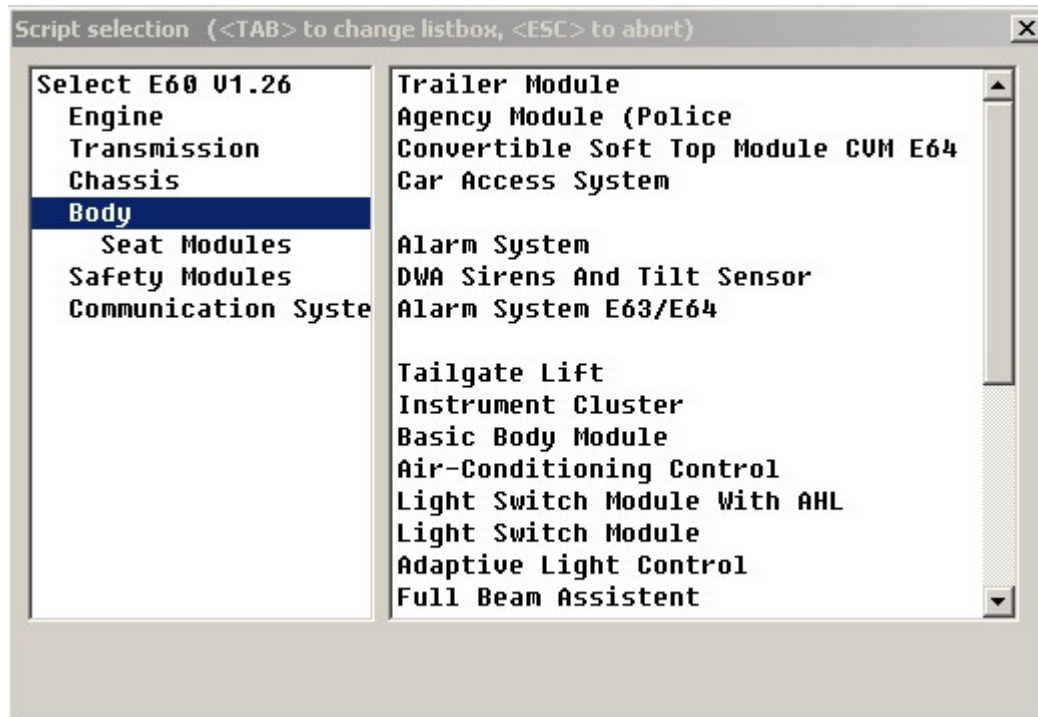 Script selection (<TAB> to change listbox, <ESC> to abort)
Select E60 V1.26
Engine
Transmission
Chassis
Body
Seat Modules
Safety Modules
Communication Syste
Trailer Module
Agency Module (Police
Convertible Soft Top Module CVM E64
Car Access System
Alarm System
DWA Sirens And Tilt Sensor
Alarm System E63/E64
Tailgate Lift
Instrument Cluster
Basic Body Module
Air-Conditioning Control
Light Switch Module With AHL
Light Switch Module
Adaptive Light Control
Full Beam Assistent